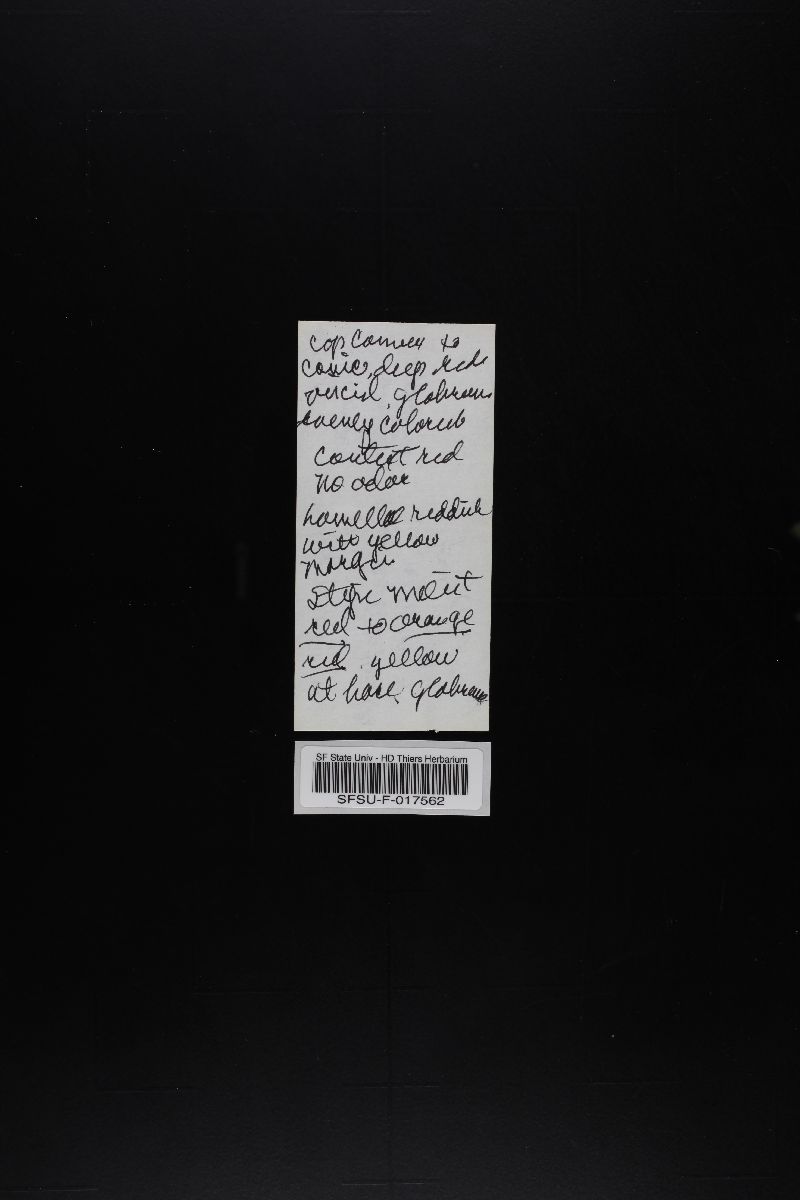 cap convex to
conic, deep red
viscid, glabrous
evenly colored
context red
no odor
Lamellae reddish
with yellow
margin
Stipe moist
red to orange
red. yellow
at base, glabrous
SF State Univ - HD Thiers Herbarium
SFSU-F-017562